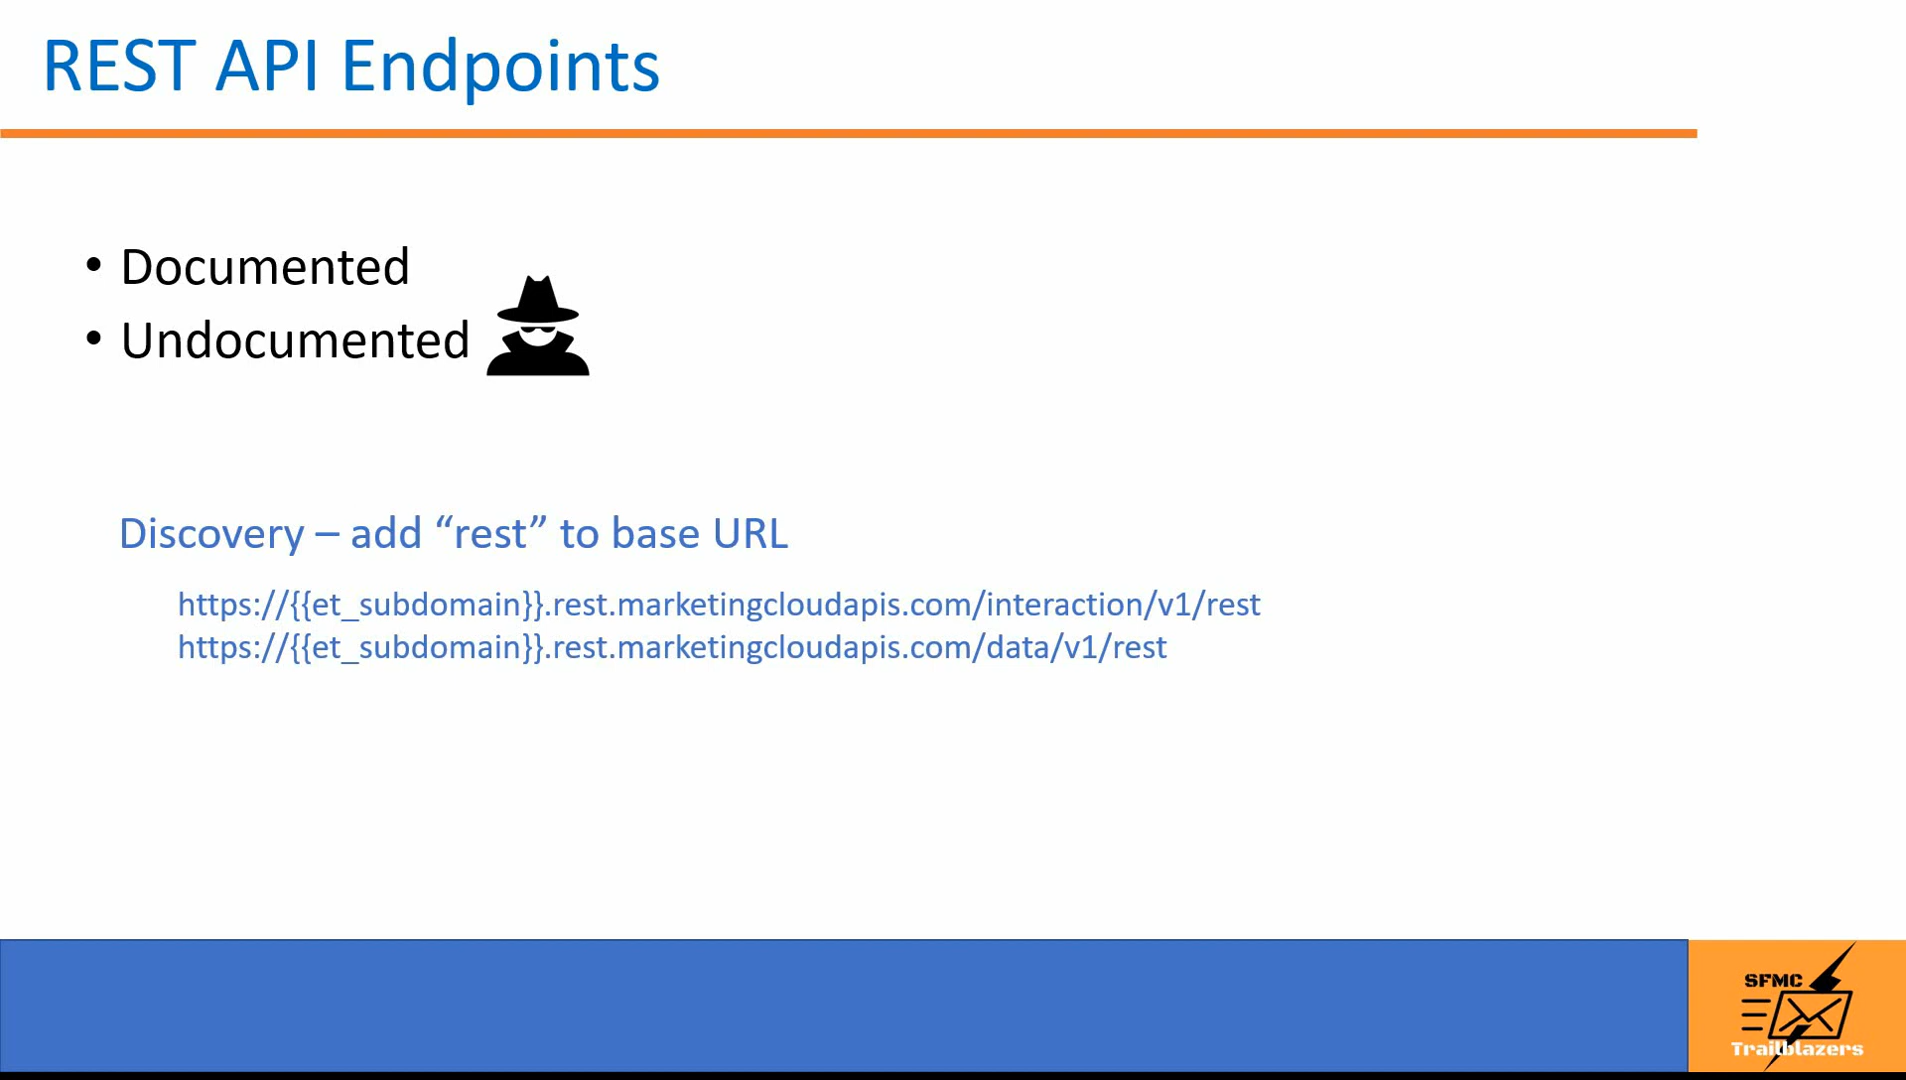 REST API Endpoints
• Documented
• Undocumented
Discovery – add “rest” to base URL
https://{{et_subdomain}}.rest.marketingcloudapis.com/interaction/v1/rest
https://{{et_subdomain}}.rest.marketingcloudapis.com/data/v1/rest
SFMC
Trailblazers